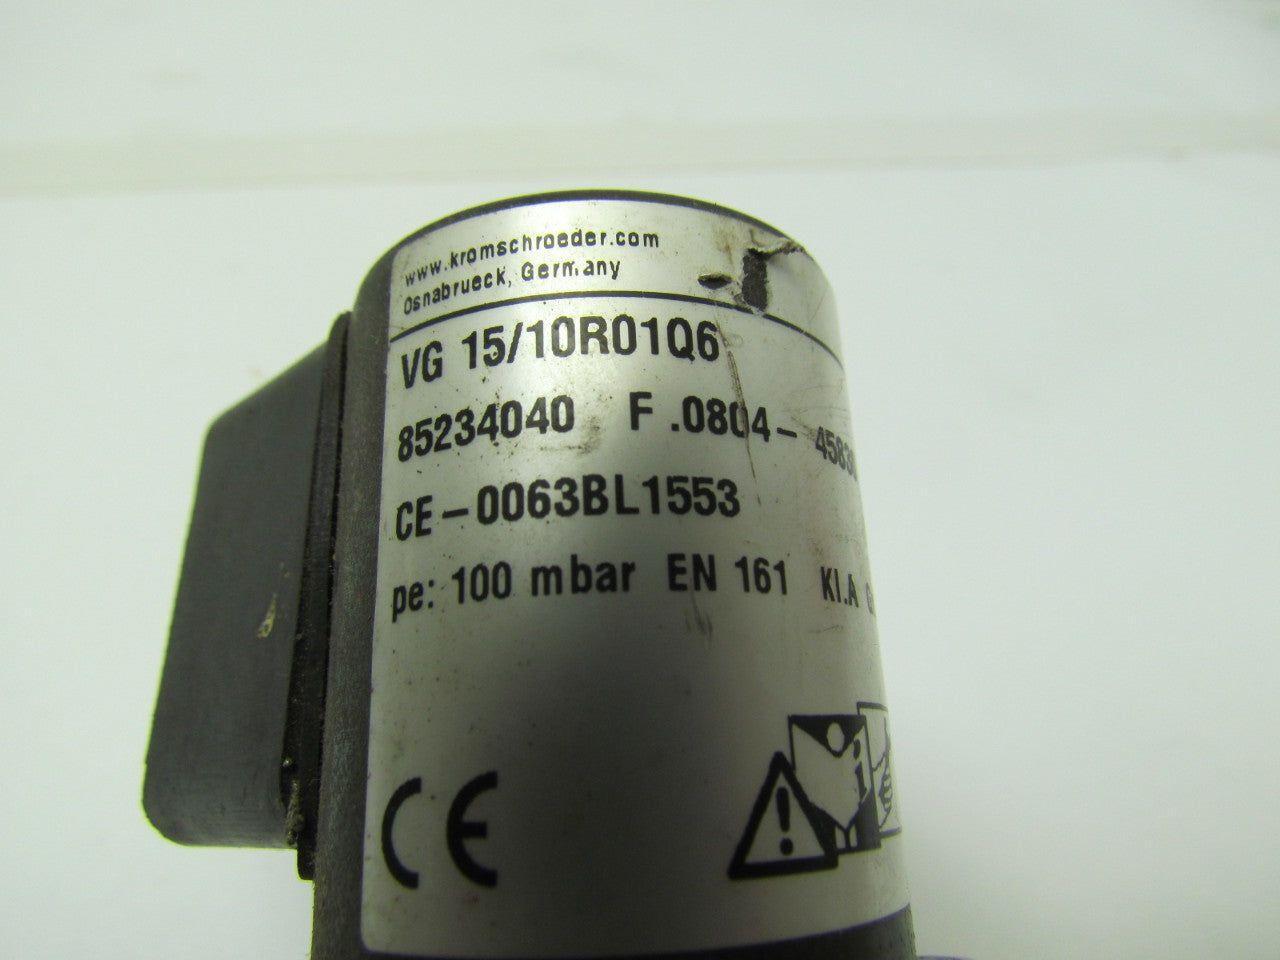 www.kromschroeder.com
Osnabrueck, Germany
VG 15/10R01Q6
85234040 F .0804-
CE-0063BL1553
pe: 100 mbar EN 161 Kl.A
CE